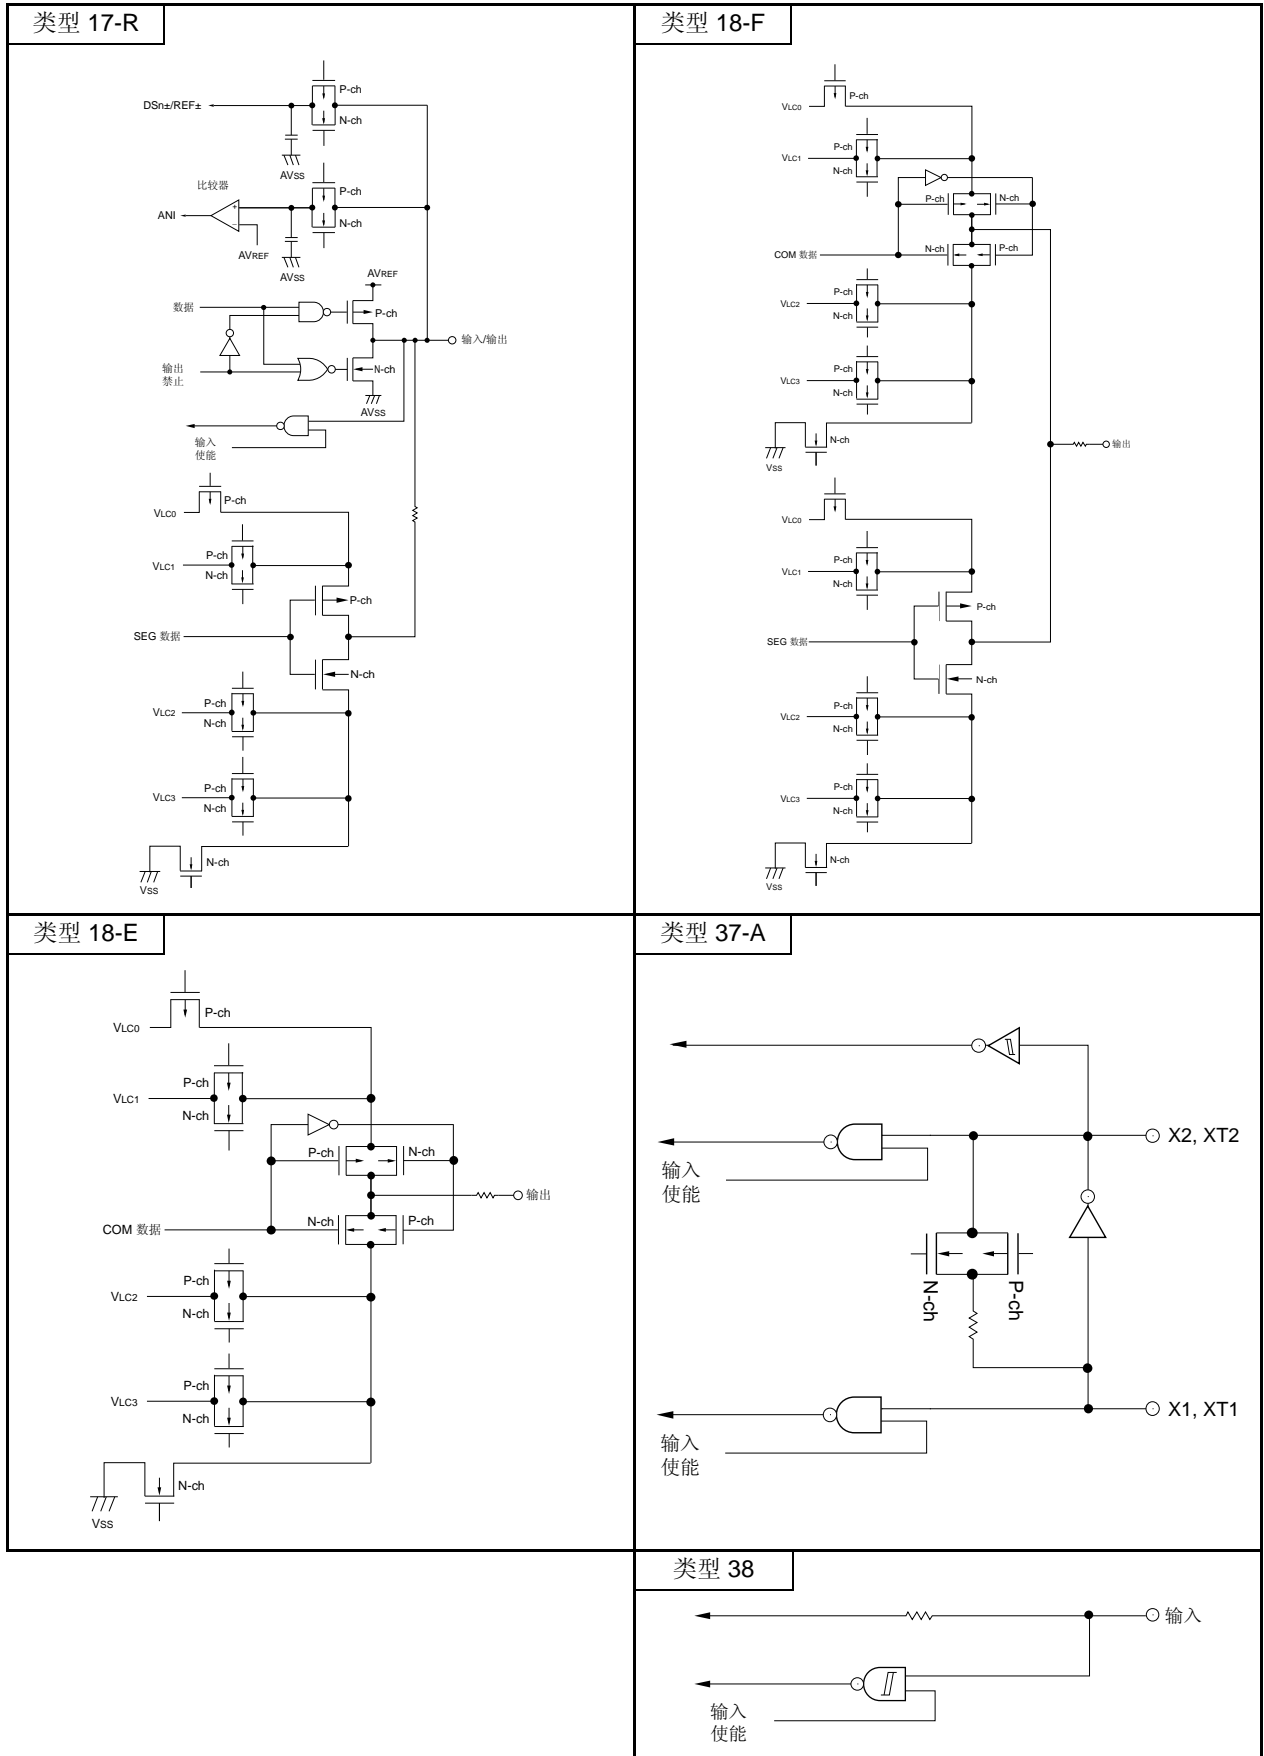 类型 17-R
DSn±/REF±
P-ch
N-ch
AVSS
比较器
P-ch
ANI
+
−
N-ch
AVREF
AVSS
AVREF
数据
P-ch
输入/输出
输出
禁止
N-ch
AVSS
输入
使能
P-ch
VLC0
P-ch
VLC1
N-ch
P-ch
SEG 数据
N-ch
P-ch
VLC2
N-ch
P-ch
VLC3
N-ch
N-ch
VSS
类型 18-F
P-ch
VLC0
P-ch
VLC1
N-ch
P-ch
N-ch
N-ch
P-ch
COM 数据
P-ch
VLC2
N-ch
P-ch
VLC3
N-ch
N-ch
输出
VSS
VLC0
P-ch
P-ch
VLC1
N-ch
P-ch
SEG 数据
N-ch
P-ch
VLC2
N-ch
P-ch
VLC3
N-ch
N-ch
VSS
类型 18-E
P-ch
VLC0
P-ch
VLC1
N-ch
P-ch
N-ch
输出
N-ch
P-ch
COM 数据
P-ch
VLC2
N-ch
P-ch
VLC3
N-ch
N-ch
VSS
类型 37-A
X2, XT2
输入
使能
N-ch
P-ch
X1, XT1
输入
使能
类型 38
输入
输入
使能